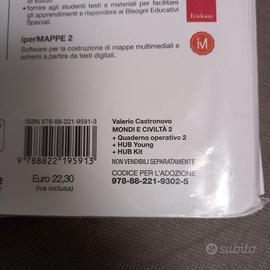 di studio
• fornire agli studenti testi e materiali per facilitare
gli apprendimenti e rispondere ai Bisogni Educativi
Speciali.
Erickson
iperMAPPE 2
Software per la costruzione di mappe multimediali e
schemi a partire da testi digitali.
iM
ISBN 978-88-221-9591-3
9 788822 195913
Euro 22,30
(iva inclusa)
Valerio Castronovo
MONDI E CIVILTÀ 2
+ Quaderno operativo 2
+ HUB Young
+ HUB Kit
NON VENDIBILI SEPARATAMENTE
CODICE PER L'ADOZIONE
978-88-221-9302-5
subito